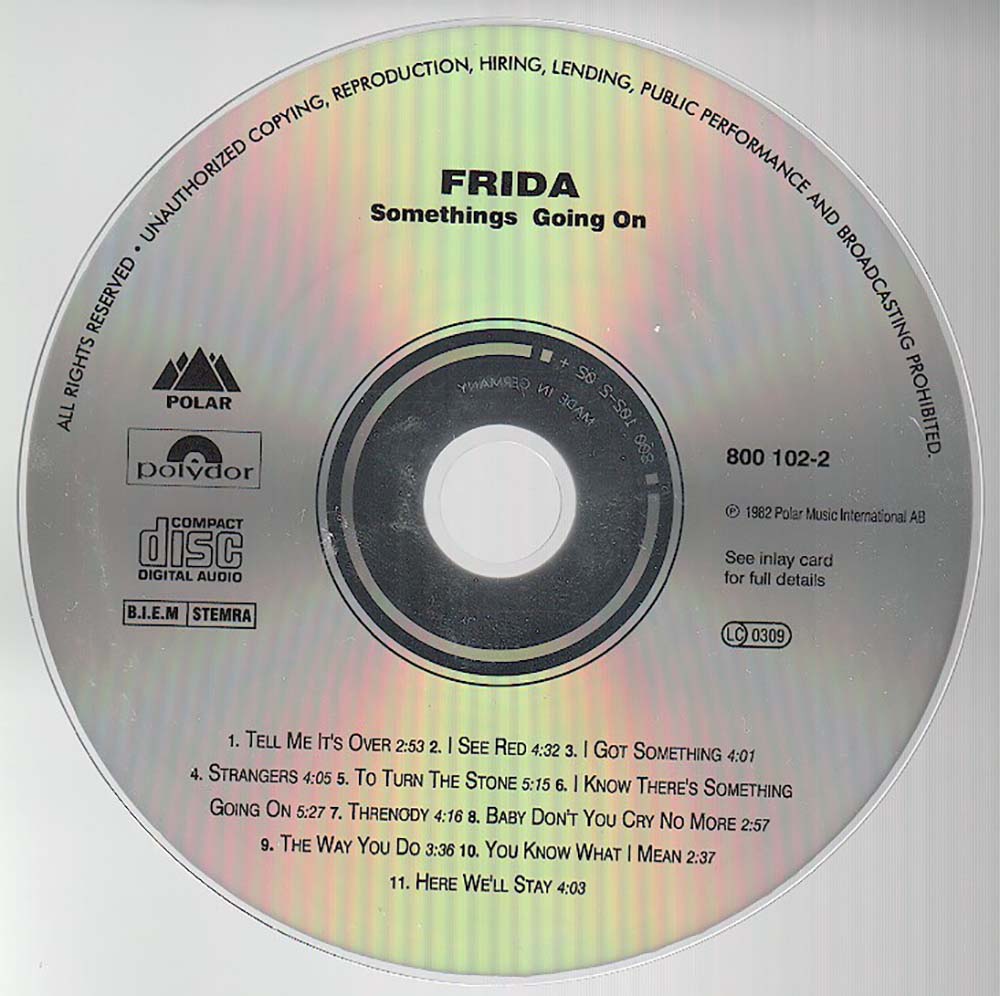 ALL RIGHTS RESERVED • UNAUTHORIZED COPYING, REPRODUCTION, HIRING, LENDING, PUBLIC PERFORMANCE AND BROADCASTING PROHIBITED.
FRIDA
Somethings Going On
POLAR
polydor
COMPACT
disc
DIGITAL AUDIO
B.I.E.M STEMRA
MADE IN GERMANY
800 102-2 02 +
800 102-2
℗ 1982 Polar Music International AB
See inlay card
for full details
LC 0309
1. TELL ME IT'S OVER 2:53 2. I SEE RED 4:32 3. I GOT SOMETHING 4:01
4. STRANGERS 4:05 5. TO TURN THE STONE 5:15 6. I KNOW THERE'S SOMETHING
GOING ON 5:27 7. THRENODY 4:16 8. BABY DON'T YOU CRY NO MORE 2:57
9. THE WAY YOU DO 3:36 10. YOU KNOW WHAT I MEAN 2:37
11. HERE WE'LL STAY 4:03